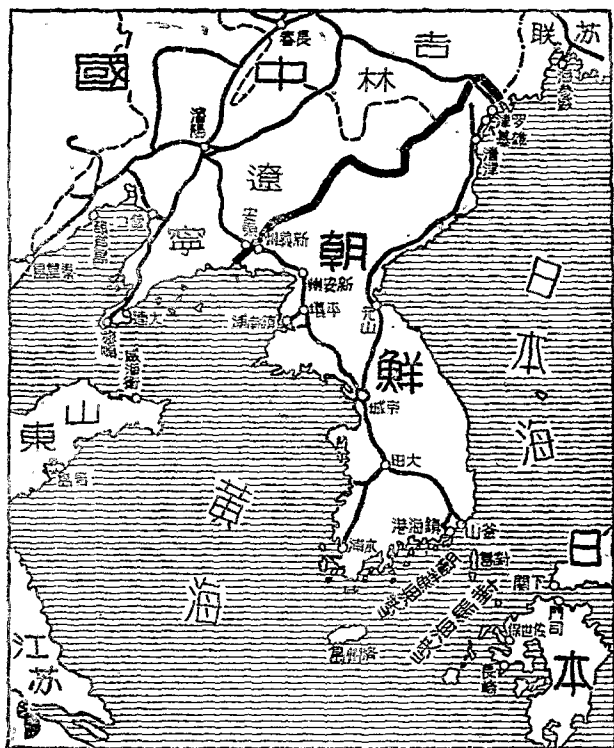 苏联
吉林
中國
長春
海参崴
雄基
羅津
清津
瀋陽
遼寧
安東
新義州
營口
葫蘆島
秦皇島
朝鮮
新安州
平壤
鎮南浦
元山
大連
旅順
威海衛
日本海
京城
山東
青島
大田
黄海
鎮海港
釜山
木浦
朝鮮海峽
對馬
對馬海峽
下關
門司
佐世保
長崎
日本
濟州島
江苏